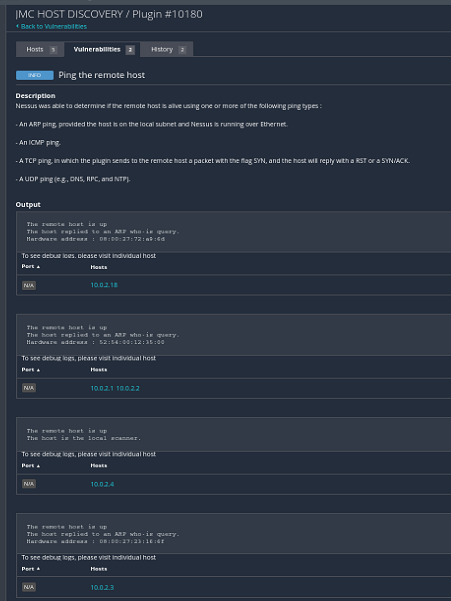 JMC HOST DISCOVERY / Plugin #10180
‹ Back to Vulnerabilities
Hosts 5 Vulnerabilities 2 History 2
INFO Ping the remote host
Description
Nessus was able to determine if the remote host is alive using one or more of the following ping types :
- An ARP ping, provided the host is on the local subnet and Nessus is running over Ethernet.
- An ICMP ping.
- A TCP ping, in which the plugin sends to the remote host a packet with the flag SYN, and the host will reply with a RST or a SYN/ACK.
- A UDP ping (e.g., DNS, RPC, and NTP).
Output
The remote host is up
The host replied to an ARP who-is query.
Hardware address : 08:00:27:72:a9:6d
To see debug logs, please visit individual host
Port ▲ Hosts
N/A 10.0.2.18
The remote host is up
The host replied to an ARP who-is query.
Hardware address : 52:54:00:12:35:00
To see debug logs, please visit individual host
Port ▲ Hosts
N/A 10.0.2.1 10.0.2.2
The remote host is up
The host is the local scanner.
To see debug logs, please visit individual host
Port ▲ Hosts
N/A 10.0.2.4
The remote host is up
The host replied to an ARP who-is query.
Hardware address :
To see debug logs, please visit individual host
Port ▲ Hosts
N/A 10.0.2.3